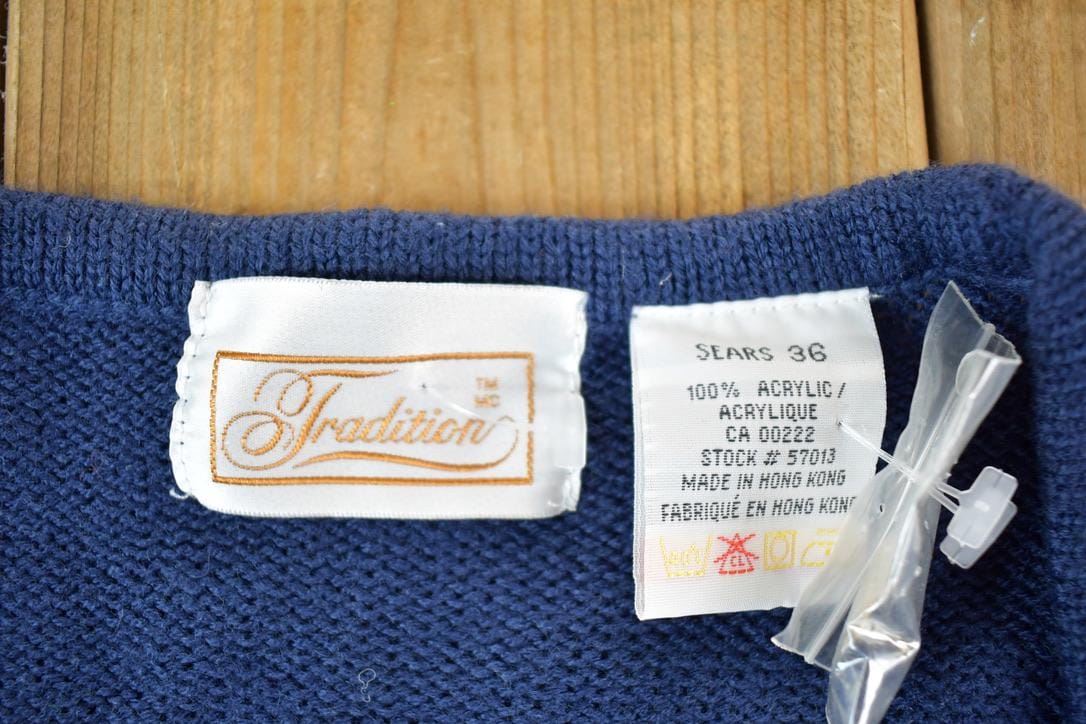 Tradition
TM
MC
SEARS 36
100% ACRYLIC/
ACRYLIQUE
CA 00222
STOCK # 57013
MADE IN HONG KONG
FABRIQUÉ EN HONG KONG
CL